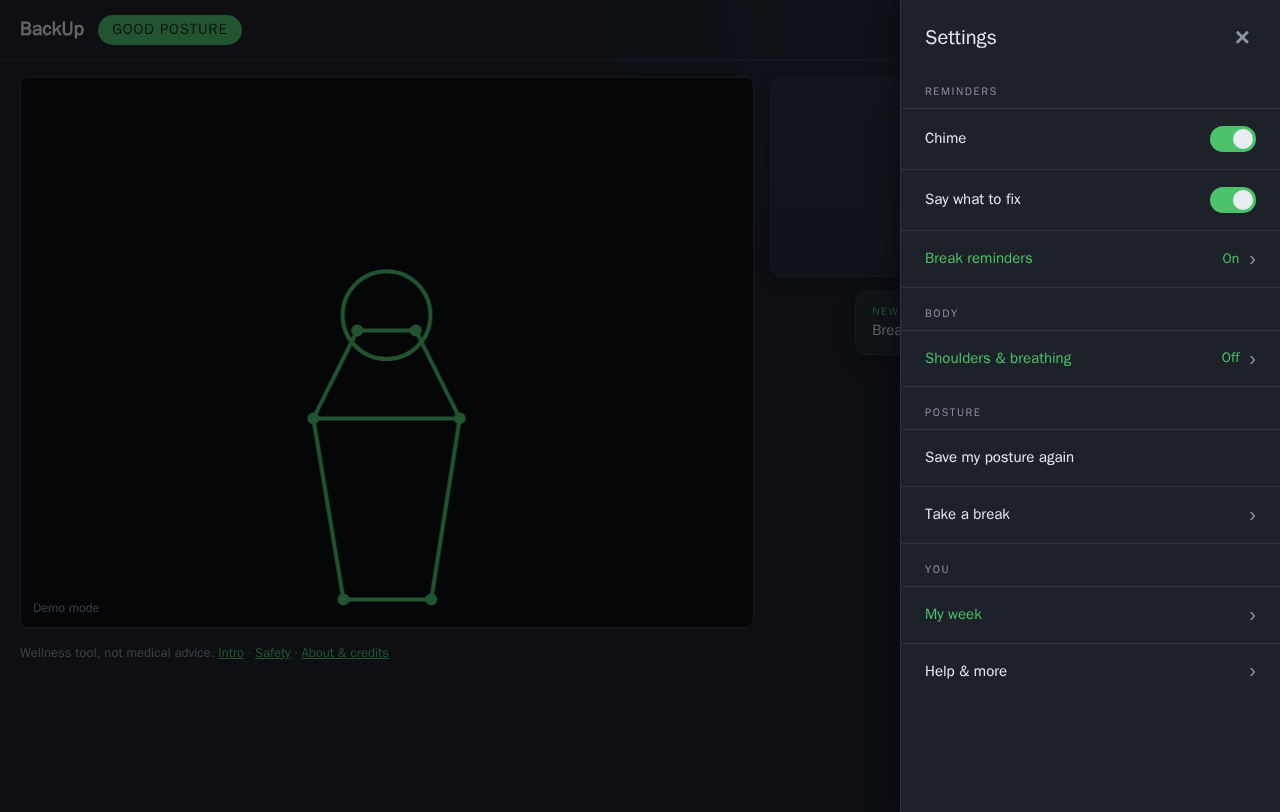 BackUp
GOOD POSTURE
Demo mode
Wellness tool, not medical advice. Intro · Safety · About & credits
NEW
Settings
×
REMINDERS
Chime
Say what to fix
Break reminders On ›
BODY
Shoulders & breathing Off ›
POSTURE
Save my posture again
Take a break ›
YOU
My week ›
Help & more ›